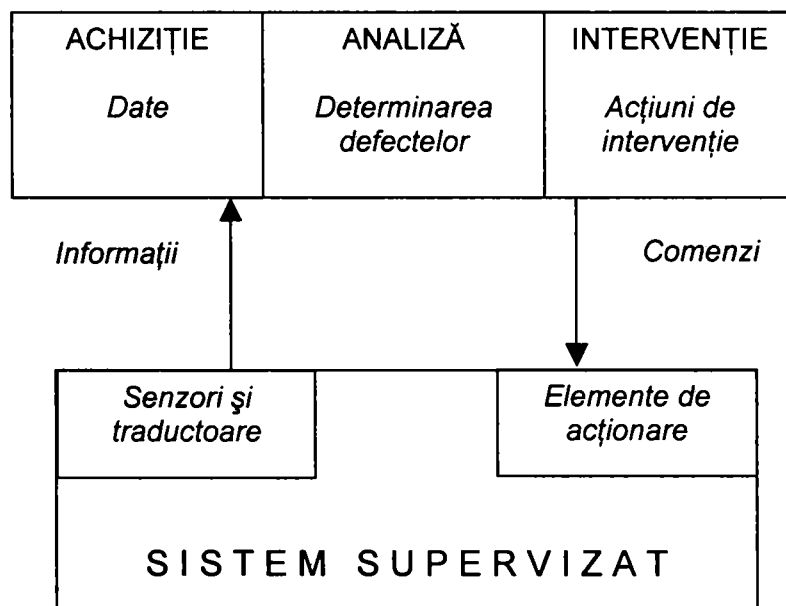 ACHIZIȚIE
Date
ANALIZĂ
Determinarea
defectelor
INTERVENȚIE
Acțiuni de
intervenție
Informații
Comenzi
Senzori şi
traductoare
Elemente de
acționare
SISTEM SUPERVIZAT